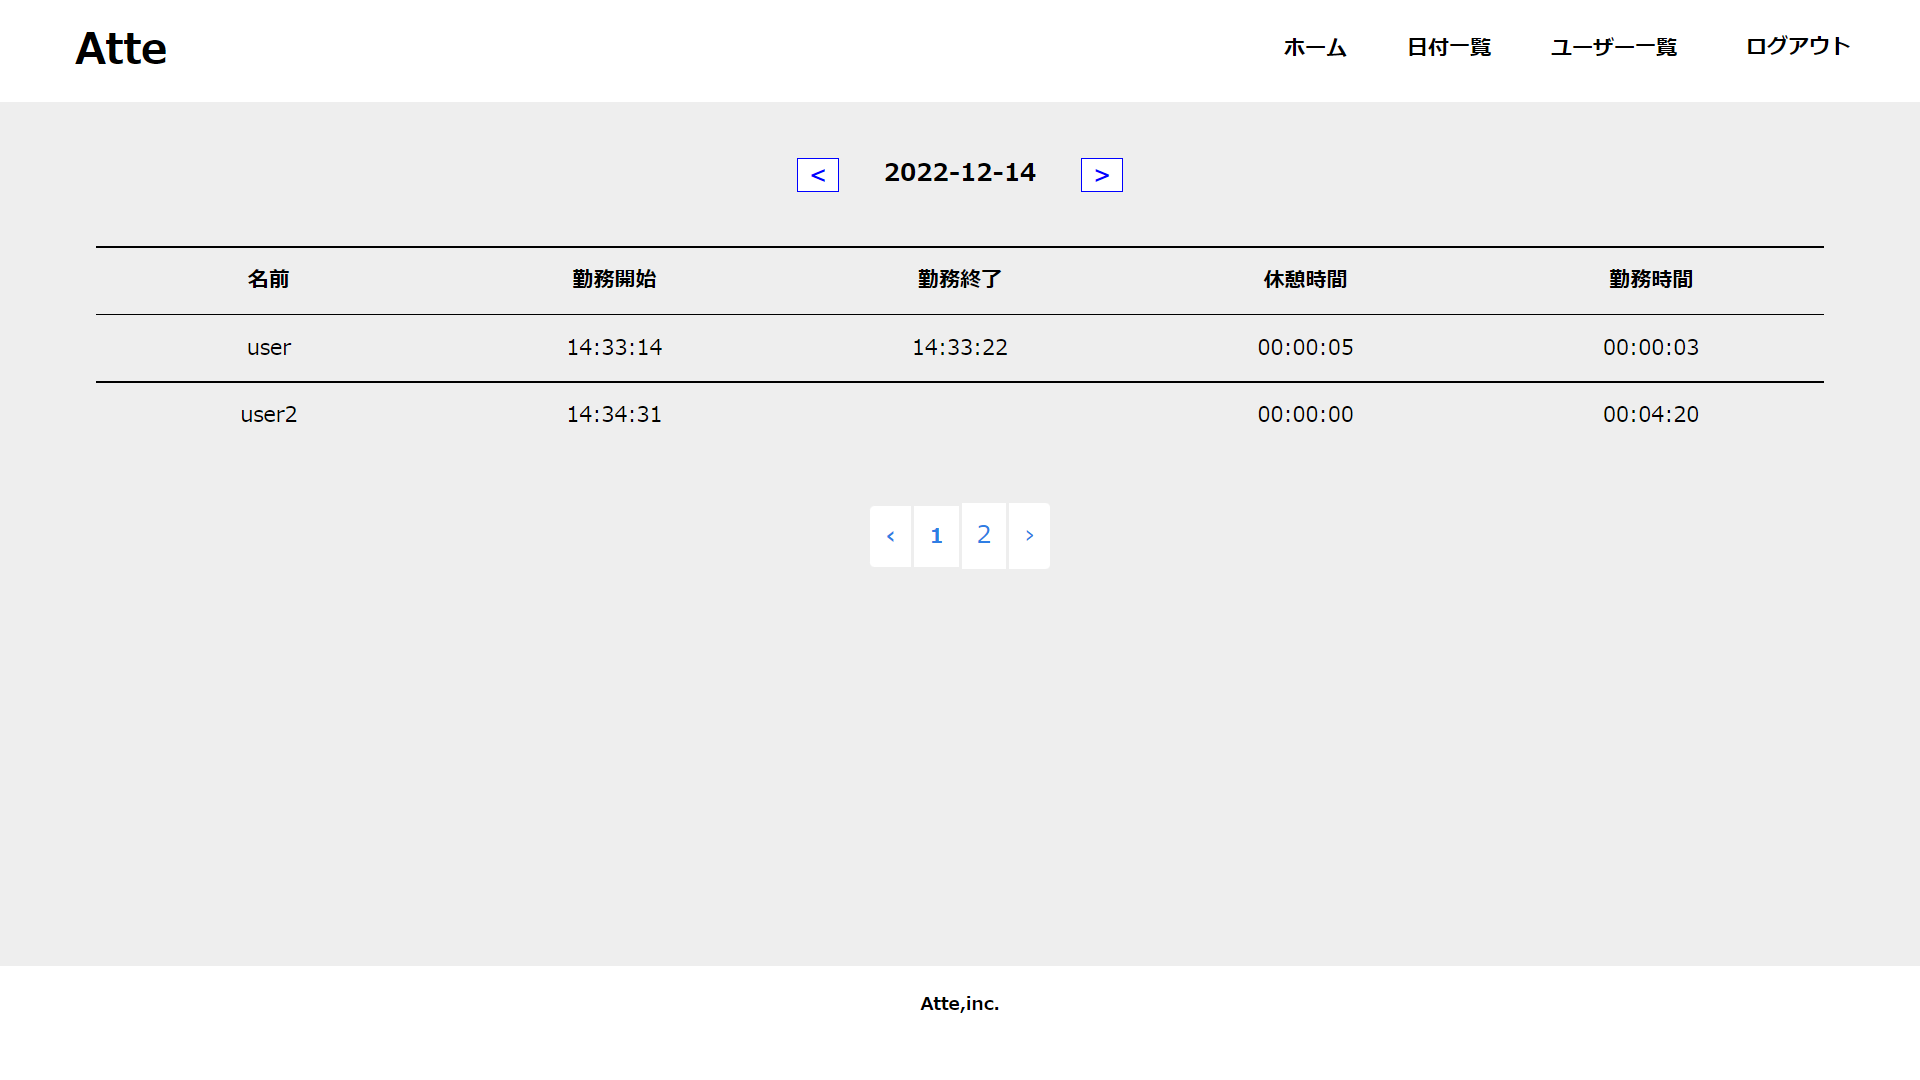 Atte
ホーム 日付一覧 ユーザー一覧 ログアウト
< 2022-12-14 >
名前 勤務開始 勤務終了 休憩時間 勤務時間
user 14:33:14 14:33:22 00:00:05 00:00:03
user2 14:34:31 00:00:00 00:04:20
‹ 1 2 ›
Atte,inc.